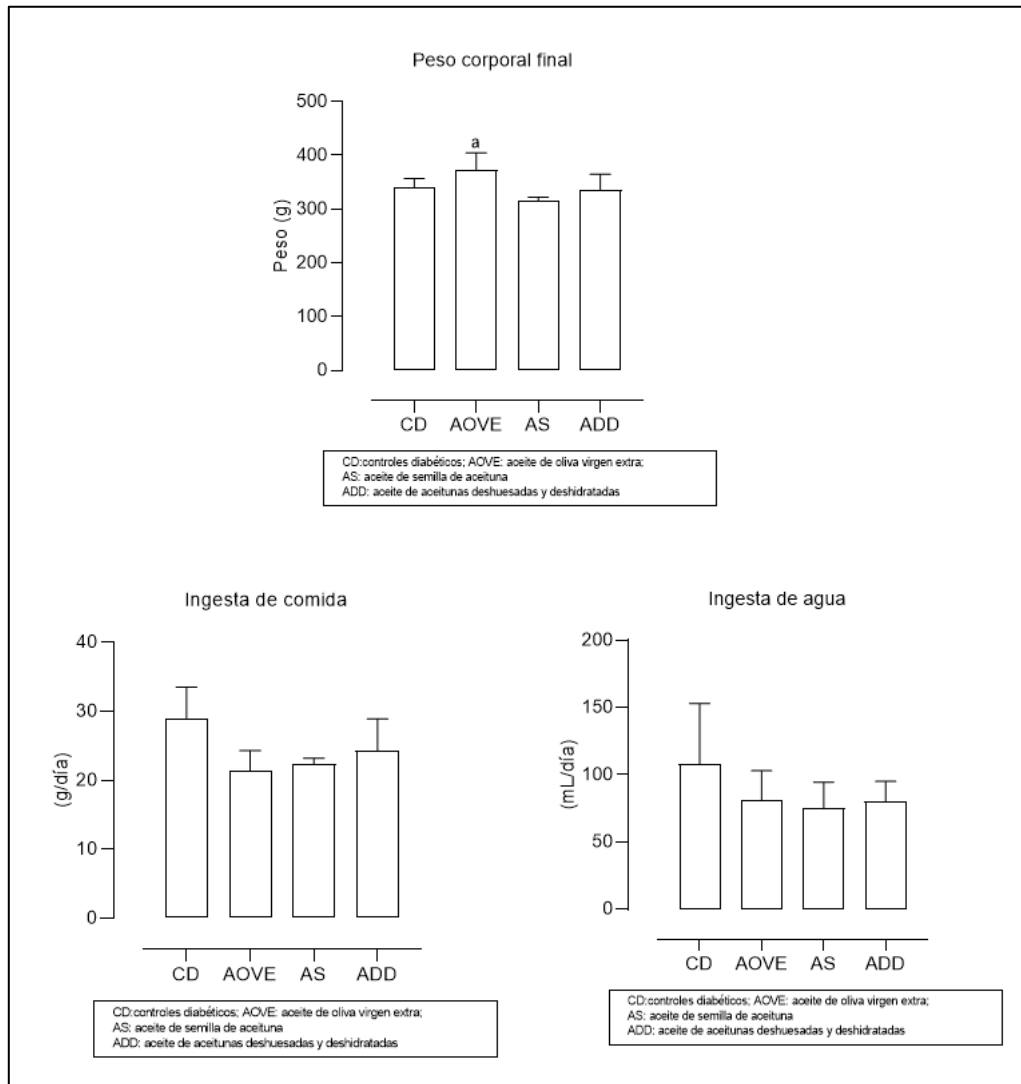 Peso corporal final
500
400
300
200
100
0
Peso (g)
a
CD AOVE AS ADD
CD:controles diabéticos; AOVE: aceite de oliva virgen extra;
AS: aceite de semilla de aceituna
ADD: aceite de aceitunas deshuesadas y deshidratadas
Ingesta de comida
40
30
20
10
0
(g/día)
CD AOVE AS ADD
CD:controles diabéticos; AOVE: aceite de oliva virgen extra;
AS: aceite de semilla de aceituna
ADD: aceite de aceitunas deshuesadas y deshidratadas
Ingesta de agua
200
150
100
50
0
(mL/día)
CD AOVE AS ADD
CD:controles diabéticos; AOVE: aceite de oliva virgen extra;
AS: aceite de semilla de aceituna
ADD: aceite de aceitunas deshuesadas y deshidratadas